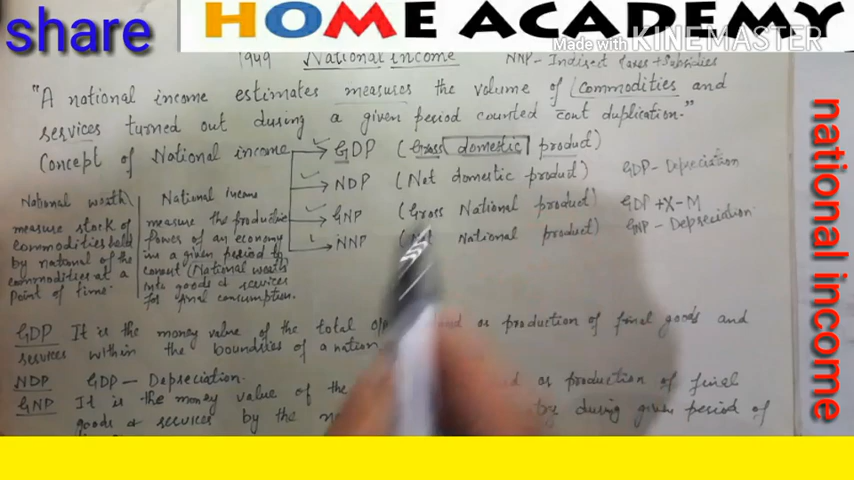 share
HOME ACADEMY
Made with KINEMASTER
1949 National income NNP - Indirect taxes + Subsidies
"A national income estimates measures the volume of commodities and
services turned out during a given period counted cout duplication."
Concept of National income GDP (Gross domestic product)
NDP (Net domestic product) GDP - Depreciation
GNP (Gross National product) GDP + X - M
NNP National product) GNP - Depreciation
National worth
measure stock of
commodities held
by national of the
commodities at a
point of time.
National income
measure the productive
power of an economy
in a given period to
convert National worth
into goods & services
for final consumption.
GDP It is the money value of the total as production of final goods and
services within the boundaries of a nation
NDP GDP - Depreciation.
GNP It is the money value of the as production of final
goods & services by the during given period of
national income